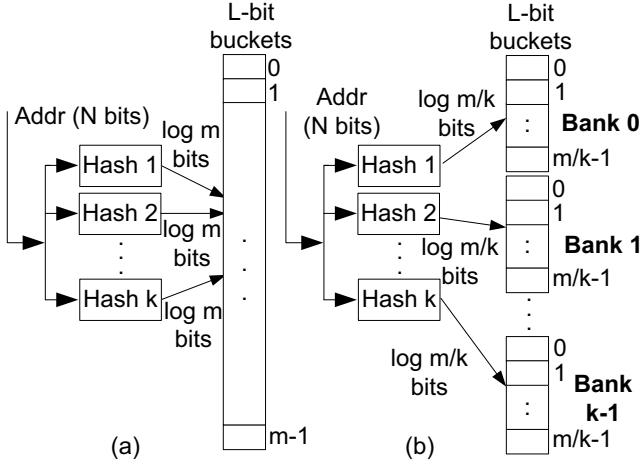 L-bit
buckets
0
1
Addr (N bits)
log m
bits
Hash 1
Hash 2
log m
bits
Hash k
log m
bits
m-1
(a)
L-bit
buckets
0
1
:
m/k-1
Bank 0
Addr
(N bits)
log m/k
bits
Hash 1
Hash 2
log m/k
bits
Hash k
log m/k
bits
0
1
:
m/k-1
Bank 1
0
1
:
m/k-1
Bank
k-1
(b)